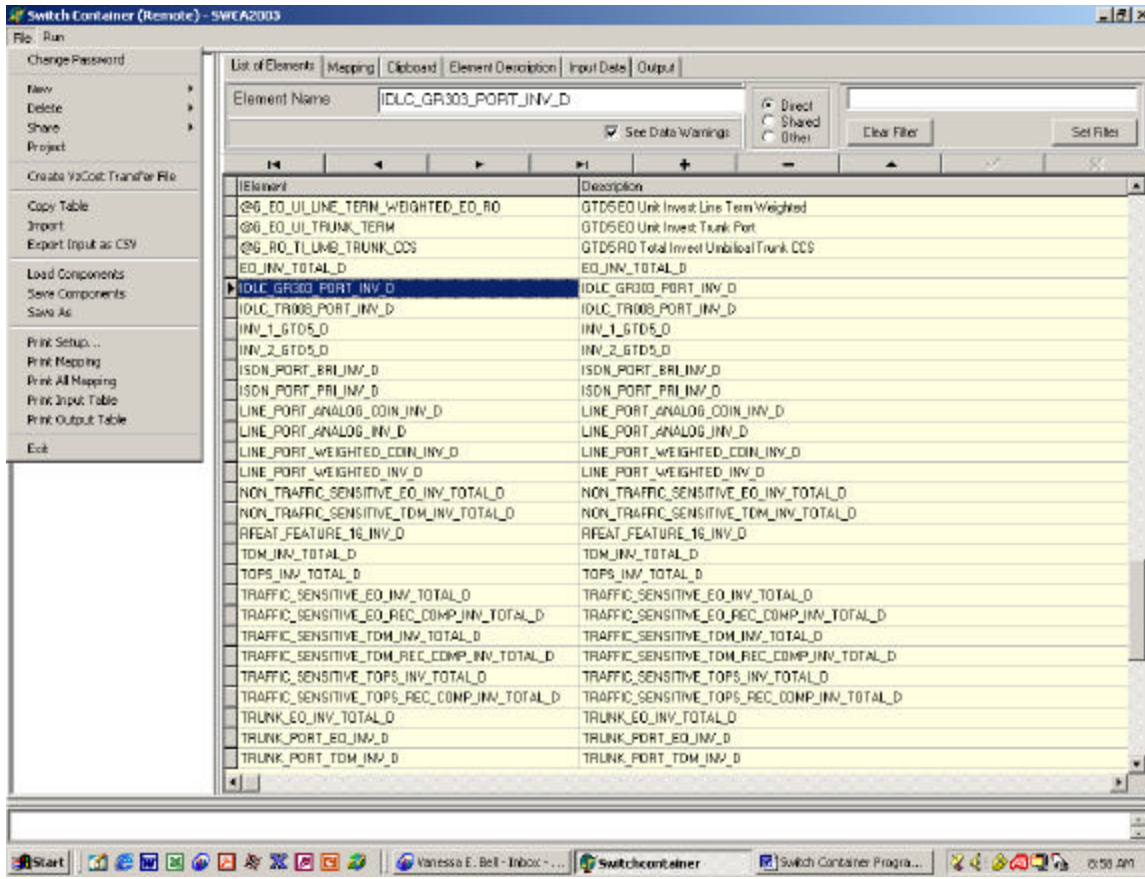 Switch Container (Remote) - SWCA2003
File Run
Change Password
New
Delete
Share
Project
Create VzCost Transfer File
Copy Table
Import
Export Input as CSV
Load Components
Save Components
Save As
Print Setup...
Print Mapping
Print All Mapping
Print Input Table
Print Output Table
Exit
List of Elements Mapping Clipboard Element Description Input Data Output
Element Name IDLC_GR303_PORT_INV_D
See Data Warnings
Direct
Shared
Other
Clear Filter Set Filter
Element Description
@G_EO_UI_LINE_TERM_WEIGHTED_EO_RO GTD5 EO Unit Invest Line Term Weighted
@G_EO_UI_TRUNK_TERM GTD5 EO Unit Invest Trunk Port
@G_RO_TI_UMB_TRUNK_CCS GTD5 RO Total Invest Umbilical Trunk CCS
EO_INV_TOTAL_D EO_INV_TOTAL_D
IDLC_GR303_PORT_INV_D IDLC_GR303_PORT_INV_D
IDLC_TR008_PORT_INV_D IDLC_TR008_PORT_INV_D
INV_1_GTD5_D INV_1_GTD5_D
INV_2_GTD5_D INV_2_GTD5_D
ISDN_PORT_BRI_INV_D ISDN_PORT_BRI_INV_D
ISDN_PORT_PRI_INV_D ISDN_PORT_PRI_INV_D
LINE_PORT_ANALOG_COIN_INV_D LINE_PORT_ANALOG_COIN_INV_D
LINE_PORT_ANALOG_INV_D LINE_PORT_ANALOG_INV_D
LINE_PORT_WEIGHTED_COIN_INV_D LINE_PORT_WEIGHTED_COIN_INV_D
LINE_PORT_WEIGHTED_INV_D LINE_PORT_WEIGHTED_INV_D
NON_TRAFFIC_SENSITIVE_EO_INV_TOTAL_D NON_TRAFFIC_SENSITIVE_EO_INV_TOTAL_D
NON_TRAFFIC_SENSITIVE_TDM_INV_TOTAL_D NON_TRAFFIC_SENSITIVE_TDM_INV_TOTAL_D
RFEAT_FEATURE_16_INV_D RFEAT_FEATURE_16_INV_D
TDM_INV_TOTAL_D TDM_INV_TOTAL_D
TOPS_INV_TOTAL_D TOPS_INV_TOTAL_D
TRAFFIC_SENSITIVE_EO_INV_TOTAL_D TRAFFIC_SENSITIVE_EO_INV_TOTAL_D
TRAFFIC_SENSITIVE_EO_REC_COMP_INV_TOTAL_D TRAFFIC_SENSITIVE_EO_REC_COMP_INV_TOTAL_D
TRAFFIC_SENSITIVE_TDM_INV_TOTAL_D TRAFFIC_SENSITIVE_TDM_INV_TOTAL_D
TRAFFIC_SENSITIVE_TDM_REC_COMP_INV_TOTAL_D TRAFFIC_SENSITIVE_TDM_REC_COMP_INV_TOTAL_D
TRAFFIC_SENSITIVE_TOPS_INV_TOTAL_D TRAFFIC_SENSITIVE_TOPS_INV_TOTAL_D
TRAFFIC_SENSITIVE_TOPS_REC_COMP_INV_TOTAL_D TRAFFIC_SENSITIVE_TOPS_REC_COMP_INV_TOTAL_D
TRUNK_EO_INV_TOTAL_D TRUNK_EO_INV_TOTAL_D
TRUNK_PORT_EO_INV_D TRUNK_PORT_EO_INV_D
TRUNK_PORT_TDM_INV_D TRUNK_PORT_TDM_INV_D
Start Vanessa E. Bell - Inbox - ... Switchcontainer Switch Container Progra... 8:58 AM